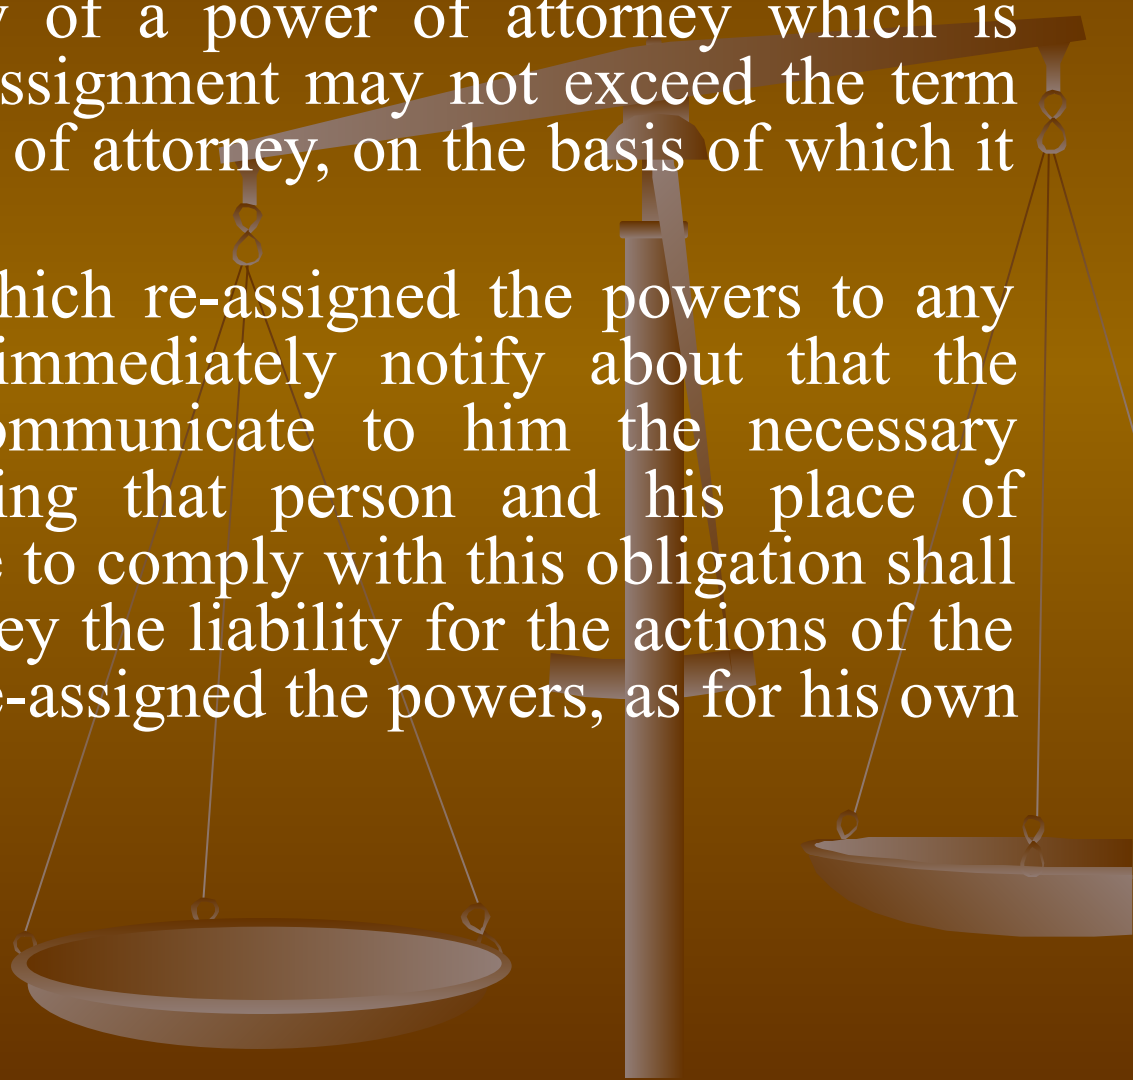 of a power of attorney which is
ssignment may not exceed the term
of attorney, on the basis of which it
hich re-assigned the powers to any
immediately notify about that the
ommunicate to him the necessary
ing that person and his place of
to comply with this obligation shall
ey the liability for the actions of the
e-assigned the powers, as for his own